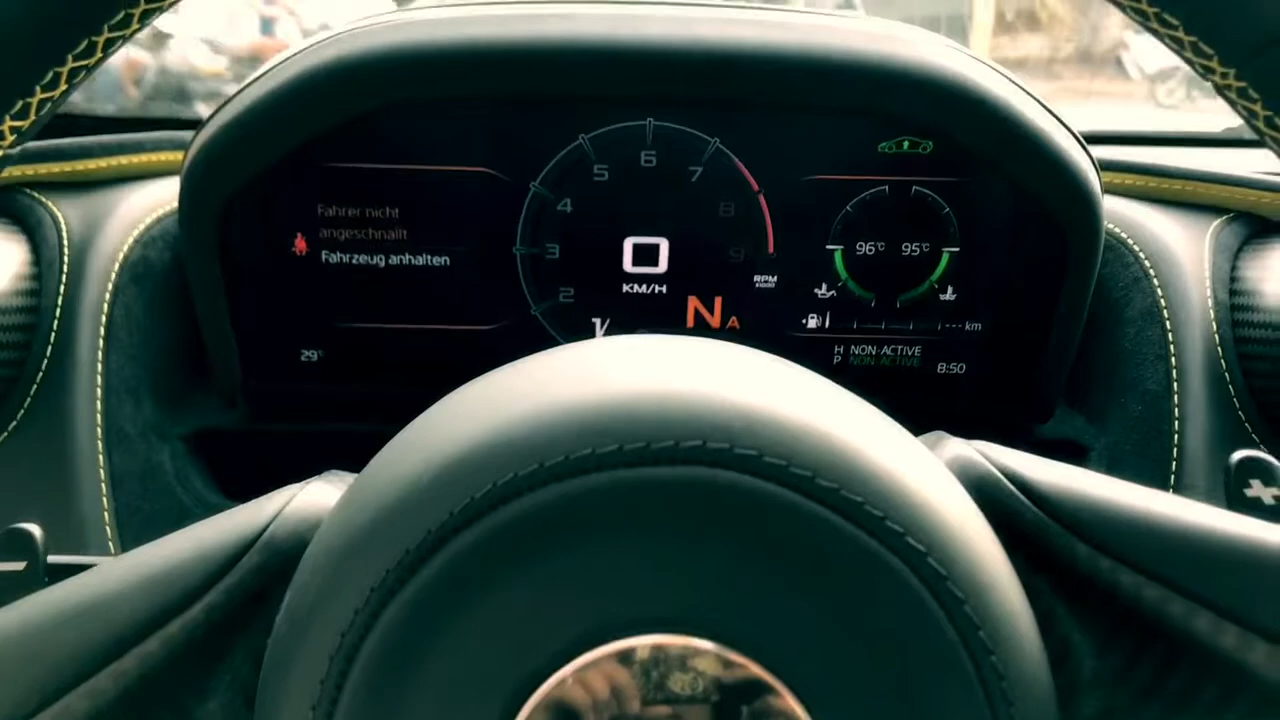 Fahrer nicht
angeschnallt
Fahrzeug anhalten
29°
2
3
4
5
6
7
8
9
RPM
x1000
0
KM/H
N A
96°C 95°C
--- km
H NON-ACTIVE
P NON-ACTIVE
8:50